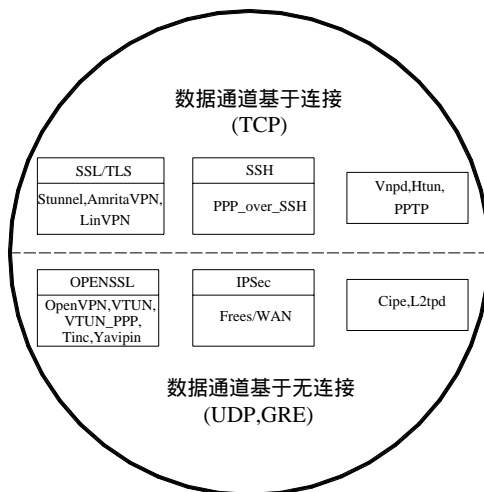 数据通道基于连接
(TCP)
SSL/TLS
Stunnel,AmritaVPN,
LinVPN
SSH
PPP_over_SSH
Vnpd,Htun,
PPTP
OPENSSL
OpenVPN,VTUN,
VTUN_PPP,
Tinc,Yavipin
IPSec
Frees/WAN
Cipe,L2tpd
数据通道基于无连接
(UDP,GRE)